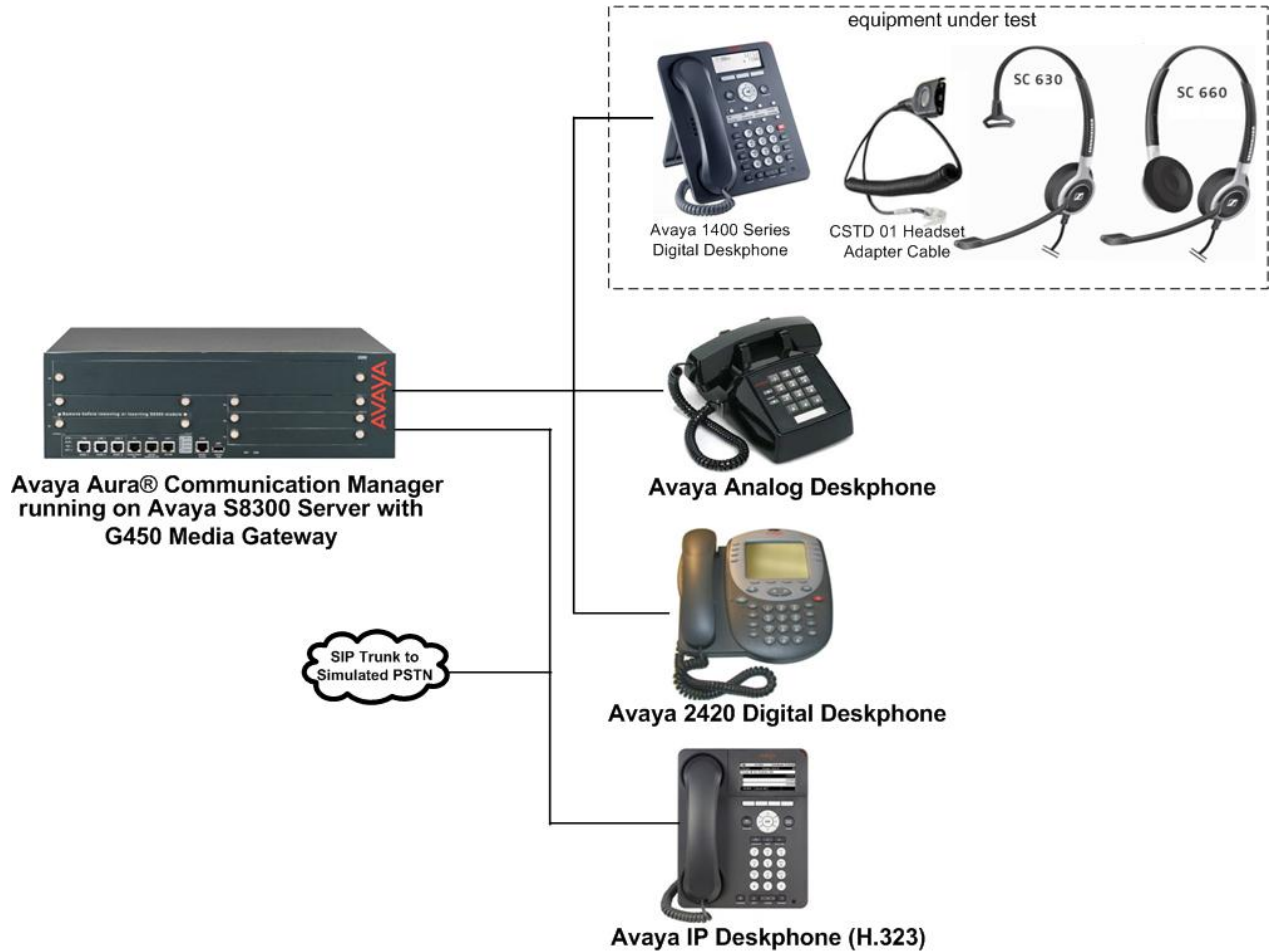 equipment under test
SC 630
SC 660
Avaya 1400 Series
Digital Deskphone
CSTD 01 Headset
Adapter Cable
AVAYA
Avaya Aura® Communication Manager
running on Avaya S8300 Server with
G450 Media Gateway
Avaya Analog Deskphone
SIP Trunk to
Simulated PSTN
Avaya 2420 Digital Deskphone
Avaya IP Deskphone (H.323)